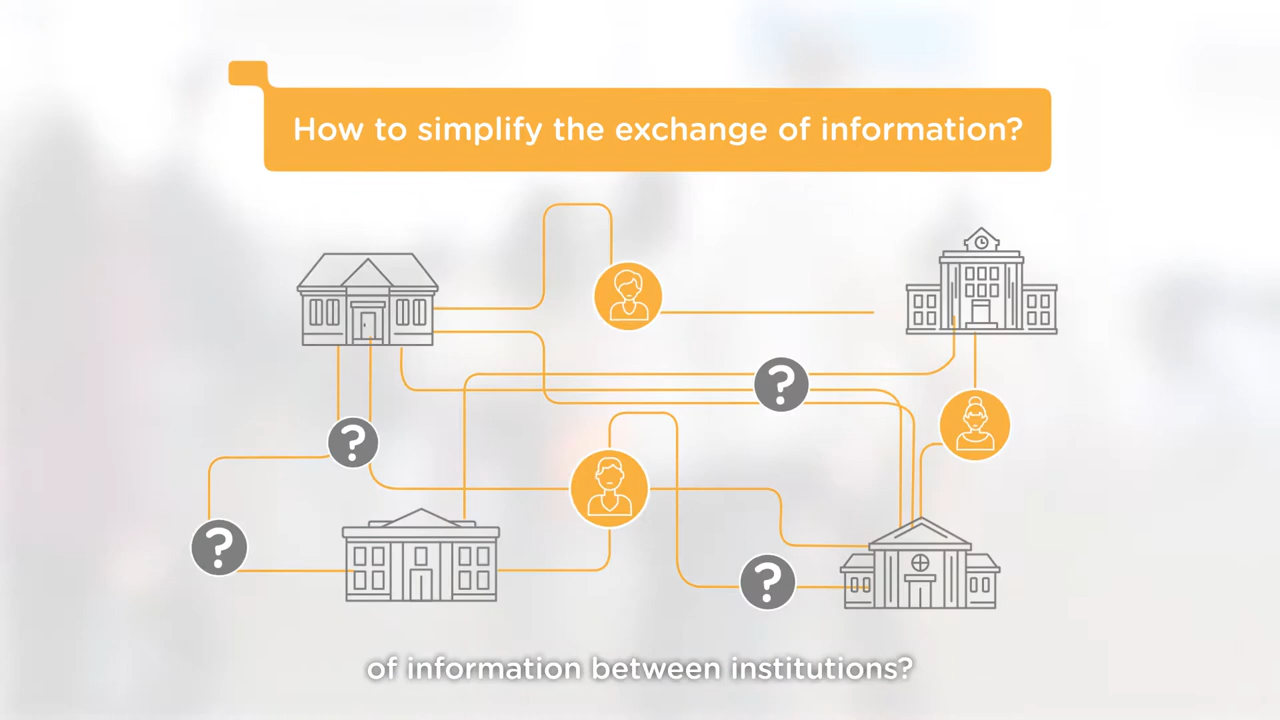 How to simplify the exchange of information?
?
?
?
?
of information between institutions?